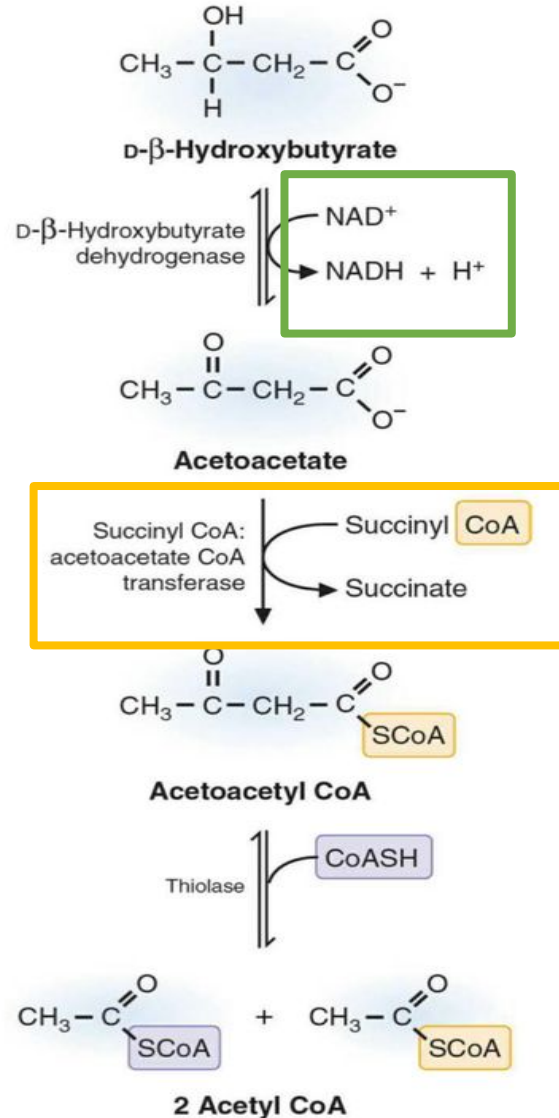 OH
CH3 – C – CH2 – C
O
O–
H
D-β-Hydroxybutyrate
D-β-Hydroxybutyrate
dehydrogenase
NAD+
NADH + H+
O
CH3 – C – CH2 – C
O
O–
Acetoacetate
Succinyl CoA:
acetoacetate CoA
transferase
Succinyl CoA
Succinate
O
CH3 – C – CH2 – C
O
SCoA
Acetoacetyl CoA
Thiolase
CoASH
O
CH3 – C
SCoA
+
O
CH3 – C
SCoA
2 Acetyl CoA